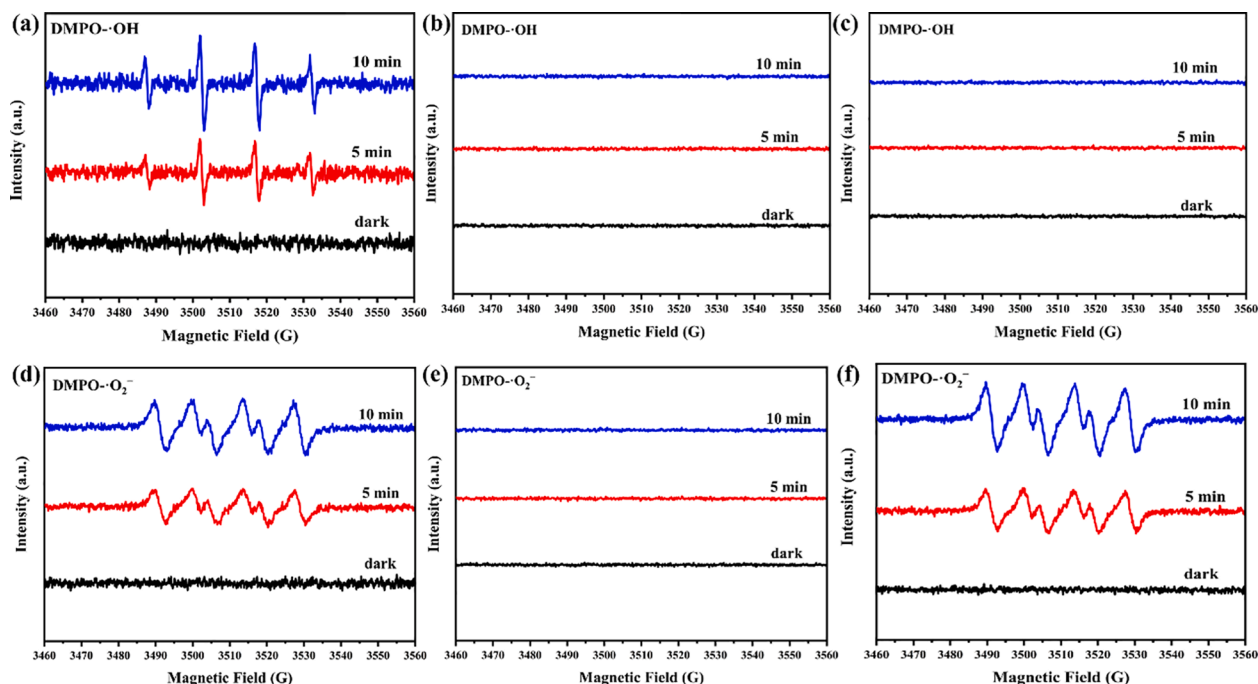 (a)
DMPO-·OH
10 min
5 min
dark
Intensity (a.u.)
3460 3470 3480 3490 3500 3510 3520 3530 3540 3550 3560
Magnetic Field (G)
(b)
DMPO-·OH
10 min
5 min
dark
Intensity (a.u.)
3460 3470 3480 3490 3500 3510 3520 3530 3540 3550 3560
Magnetic Field (G)
(c)
DMPO-·OH
10 min
5 min
dark
Intensity (a.u.)
3460 3470 3480 3490 3500 3510 3520 3530 3540 3550 3560
Magnetic Field (G)
(d)
DMPO-·O₂⁻
10 min
5 min
dark
Intensity (a.u.)
3460 3470 3480 3490 3500 3510 3520 3530 3540 3550 3560
Magnetic Field (G)
(e)
DMPO-·O₂⁻
10 min
5 min
dark
Intensity (a.u.)
3460 3470 3480 3490 3500 3510 3520 3530 3540 3550 3560
Magnetic Field (G)
(f)
DMPO-·O₂⁻
10 min
5 min
dark
Intensity (a.u.)
3460 3470 3480 3490 3500 3510 3520 3530 3540 3550 3560
Magnetic Field (G)